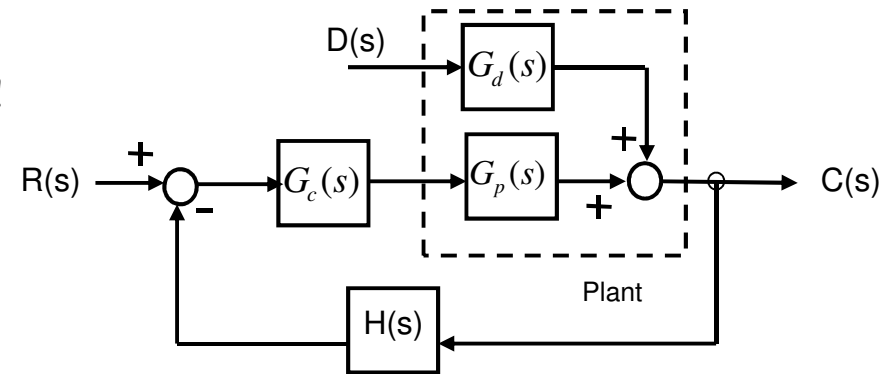 D(s)
G_d(s)
+
+
R(s)
G_c(s)
G_p(s)
C(s)
-
+
Plant
H(s)